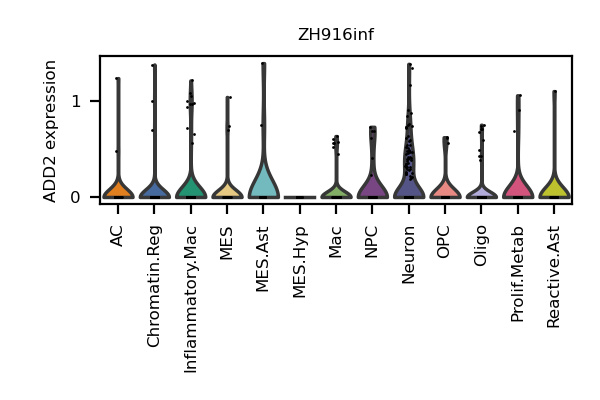 ZH916inf
ADD2 expression
1
0
AC
Chromatin.Reg
Inflammatory.Mac
MES
MES.Ast
MES.Hyp
Mac
NPC
Neuron
OPC
Oligo
Prolif.Metab
Reactive.Ast